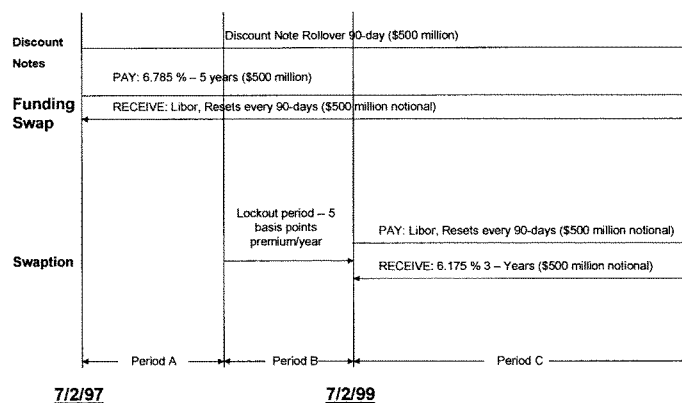 Discount Note Rollover 90-day ($500 million)
Discount
Notes
PAY: 6.785 % – 5 years ($500 million)
Funding
Swap
RECEIVE: Libor, Resets every 90-days ($500 million notional)
Lockout period – 5
basis points
premium/year
PAY: Libor, Resets every 90-days ($500 million notional)
Swaption
RECEIVE: 6.175 % 3 – Years ($500 million notional)
Period A
Period B
Period C
7/2/97
7/2/99